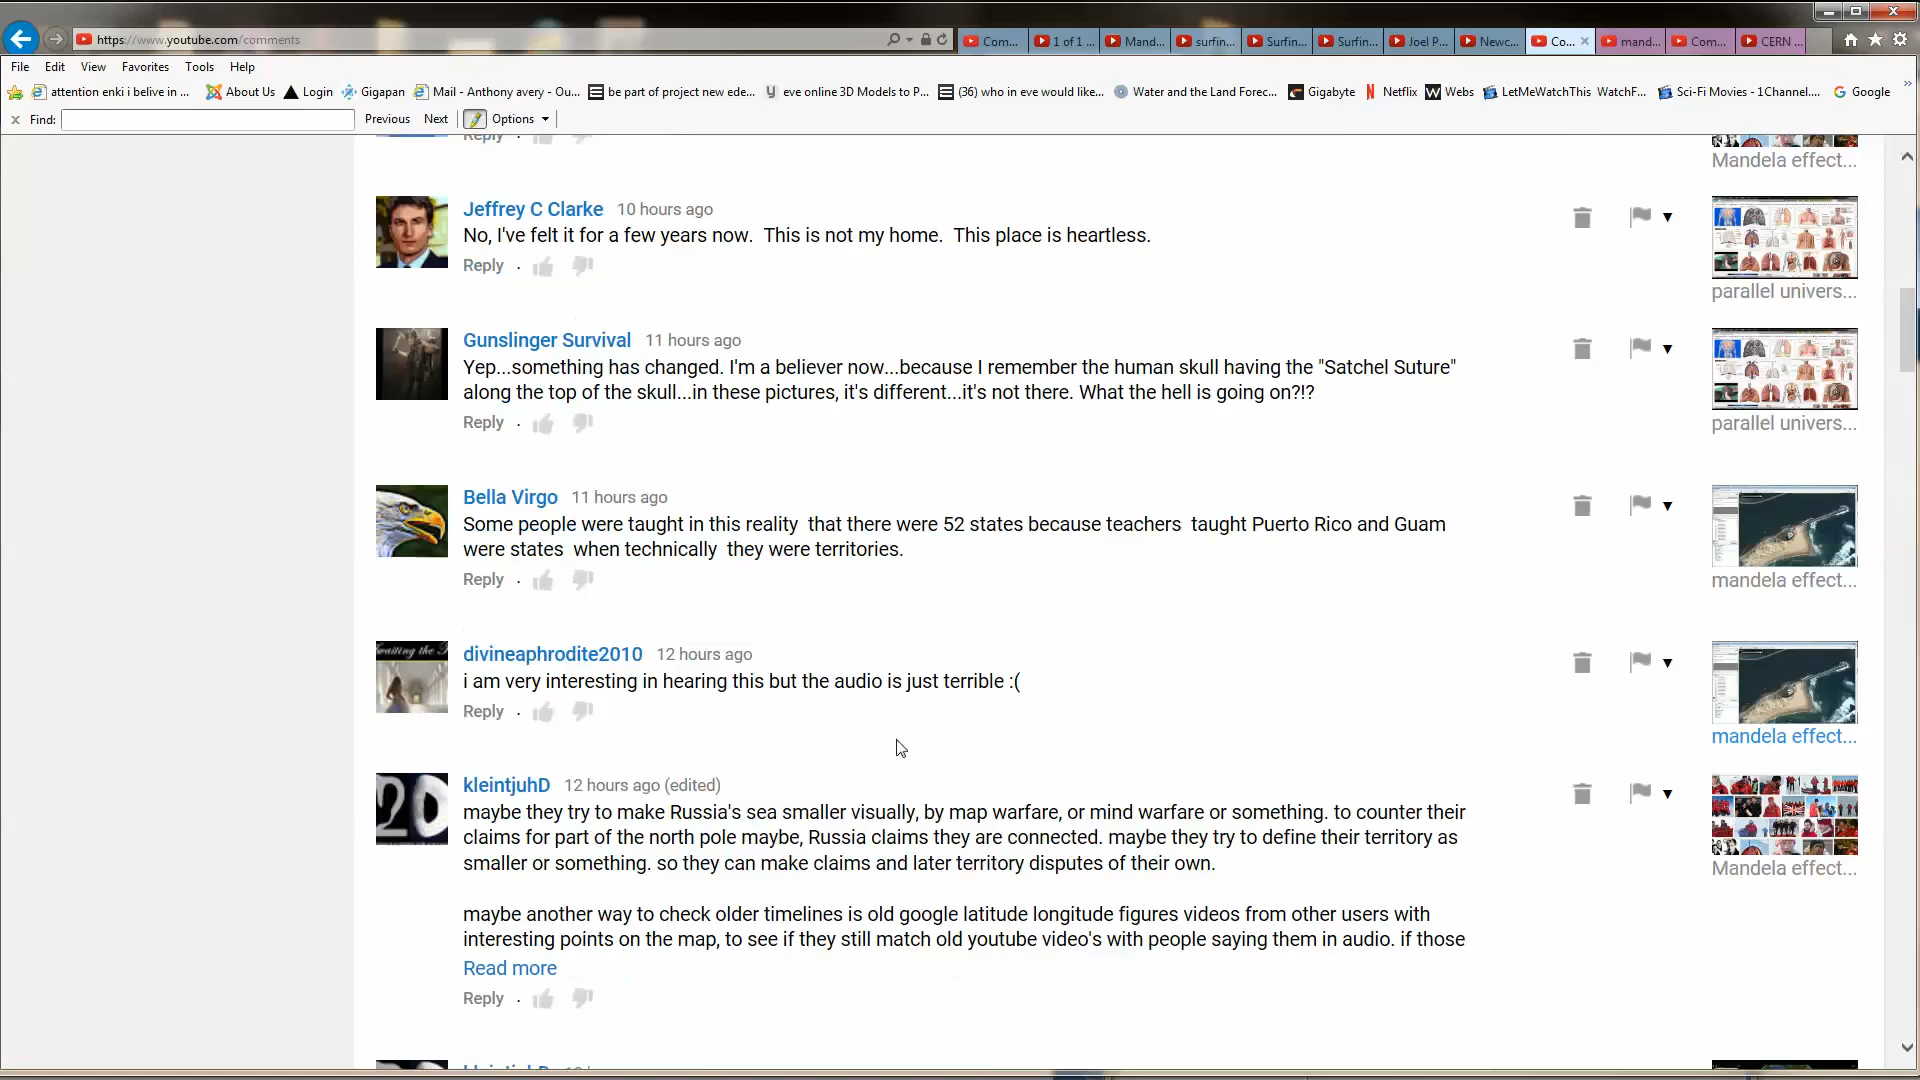 https://www.youtube.com/comments
Com...
1 of 1 ...
Mand...
surfin...
Surfin...
Surfin...
Joel P...
Newc...
Co...
mand...
Com...
CERN ...
File Edit View Favorites Tools Help
attention enki i belive in ...
About Us
Login
Gigapan
Mail - Anthony avery - Ou...
be part of project new ede...
eve online 3D Models to P...
(36) who in eve would like...
Water and the Land Forec...
Gigabyte
Netflix
Webs
LetMeWatchThis WatchF...
Sci-Fi Movies - 1Channel....
Google
Find: Previous Next Options
Reply
Mandela effect...
Jeffrey C Clarke 10 hours ago
No, I've felt it for a few years now. This is not my home. This place is heartless.
Reply .
parallel univers...
Gunslinger Survival 11 hours ago
Yep...something has changed. I'm a believer now...because I remember the human skull having the "Satchel Suture"
along the top of the skull...in these pictures, it's different...it's not there. What the hell is going on?!?
Reply .
parallel univers...
Bella Virgo 11 hours ago
Some people were taught in this reality that there were 52 states because teachers taught Puerto Rico and Guam
were states when technically they were territories.
Reply .
mandela effect...
divineaphrodite2010 12 hours ago
i am very interesting in hearing this but the audio is just terrible :(
Reply .
mandela effect...
kleintjuhD 12 hours ago (edited)
maybe they try to make Russia's sea smaller visually, by map warfare, or mind warfare or something. to counter their
claims for part of the north pole maybe, Russia claims they are connected. maybe they try to define their territory as
smaller or something. so they can make claims and later territory disputes of their own.
maybe another way to check older timelines is old google latitude longitude figures videos from other users with
interesting points on the map, to see if they still match old youtube video's with people saying them in audio. if those
Read more
Reply .
Mandela effect...